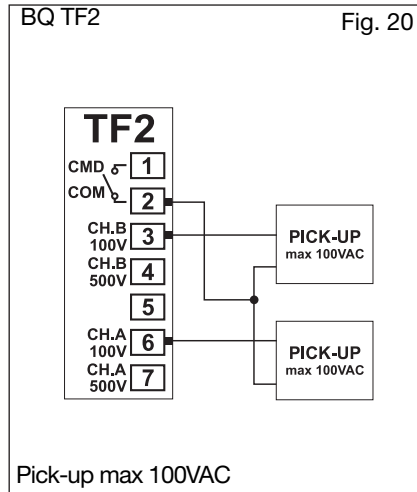 BQ TF2
Fig. 20
TF2
CMD
1
COM
2
CH.B
100V
3
CH.B
500V
4
5
CH.A
100V
6
CH.A
500V
7
PICK-UP
max 100VAC
PICK-UP
max 100VAC
Pick-up max 100VAC